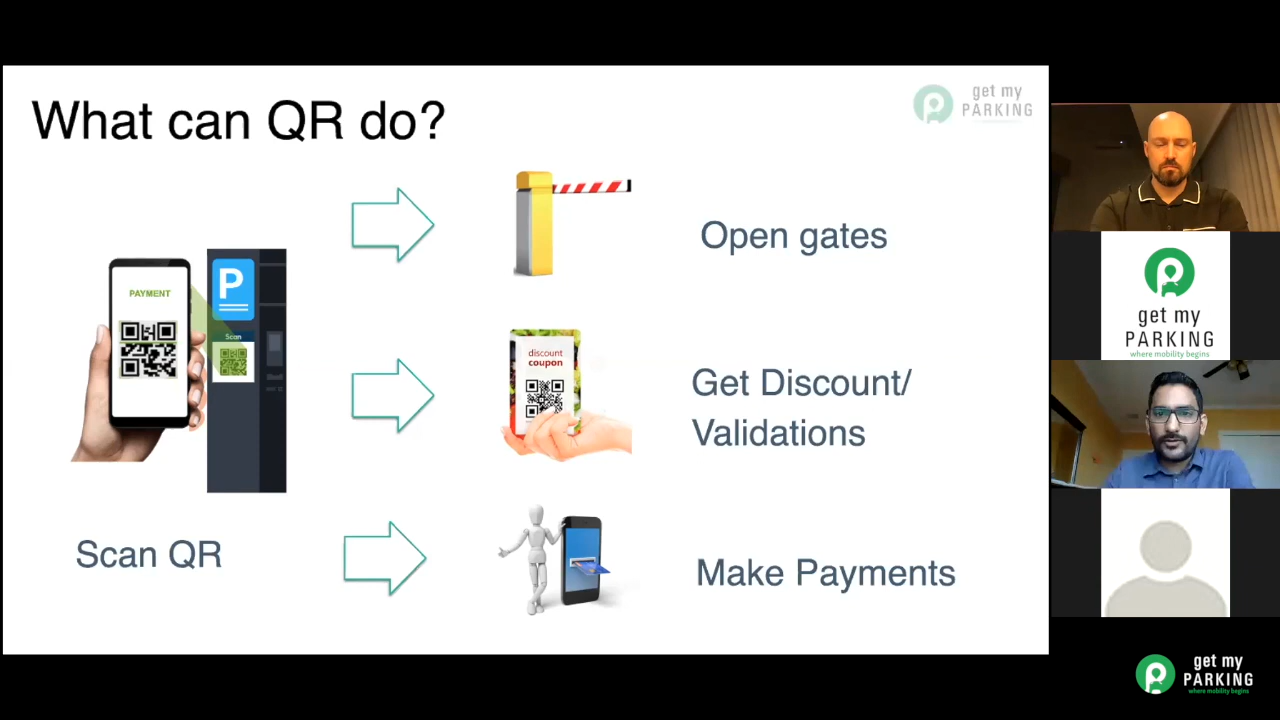 What can QR do?
get my
PARKING
Open gates
PAYMENT
P
Scan
discount
coupon
Get Discount/
Validations
Scan QR
Make Payments
get my
PARKING
where mobility begins
get my
PARKING
where mobility begins